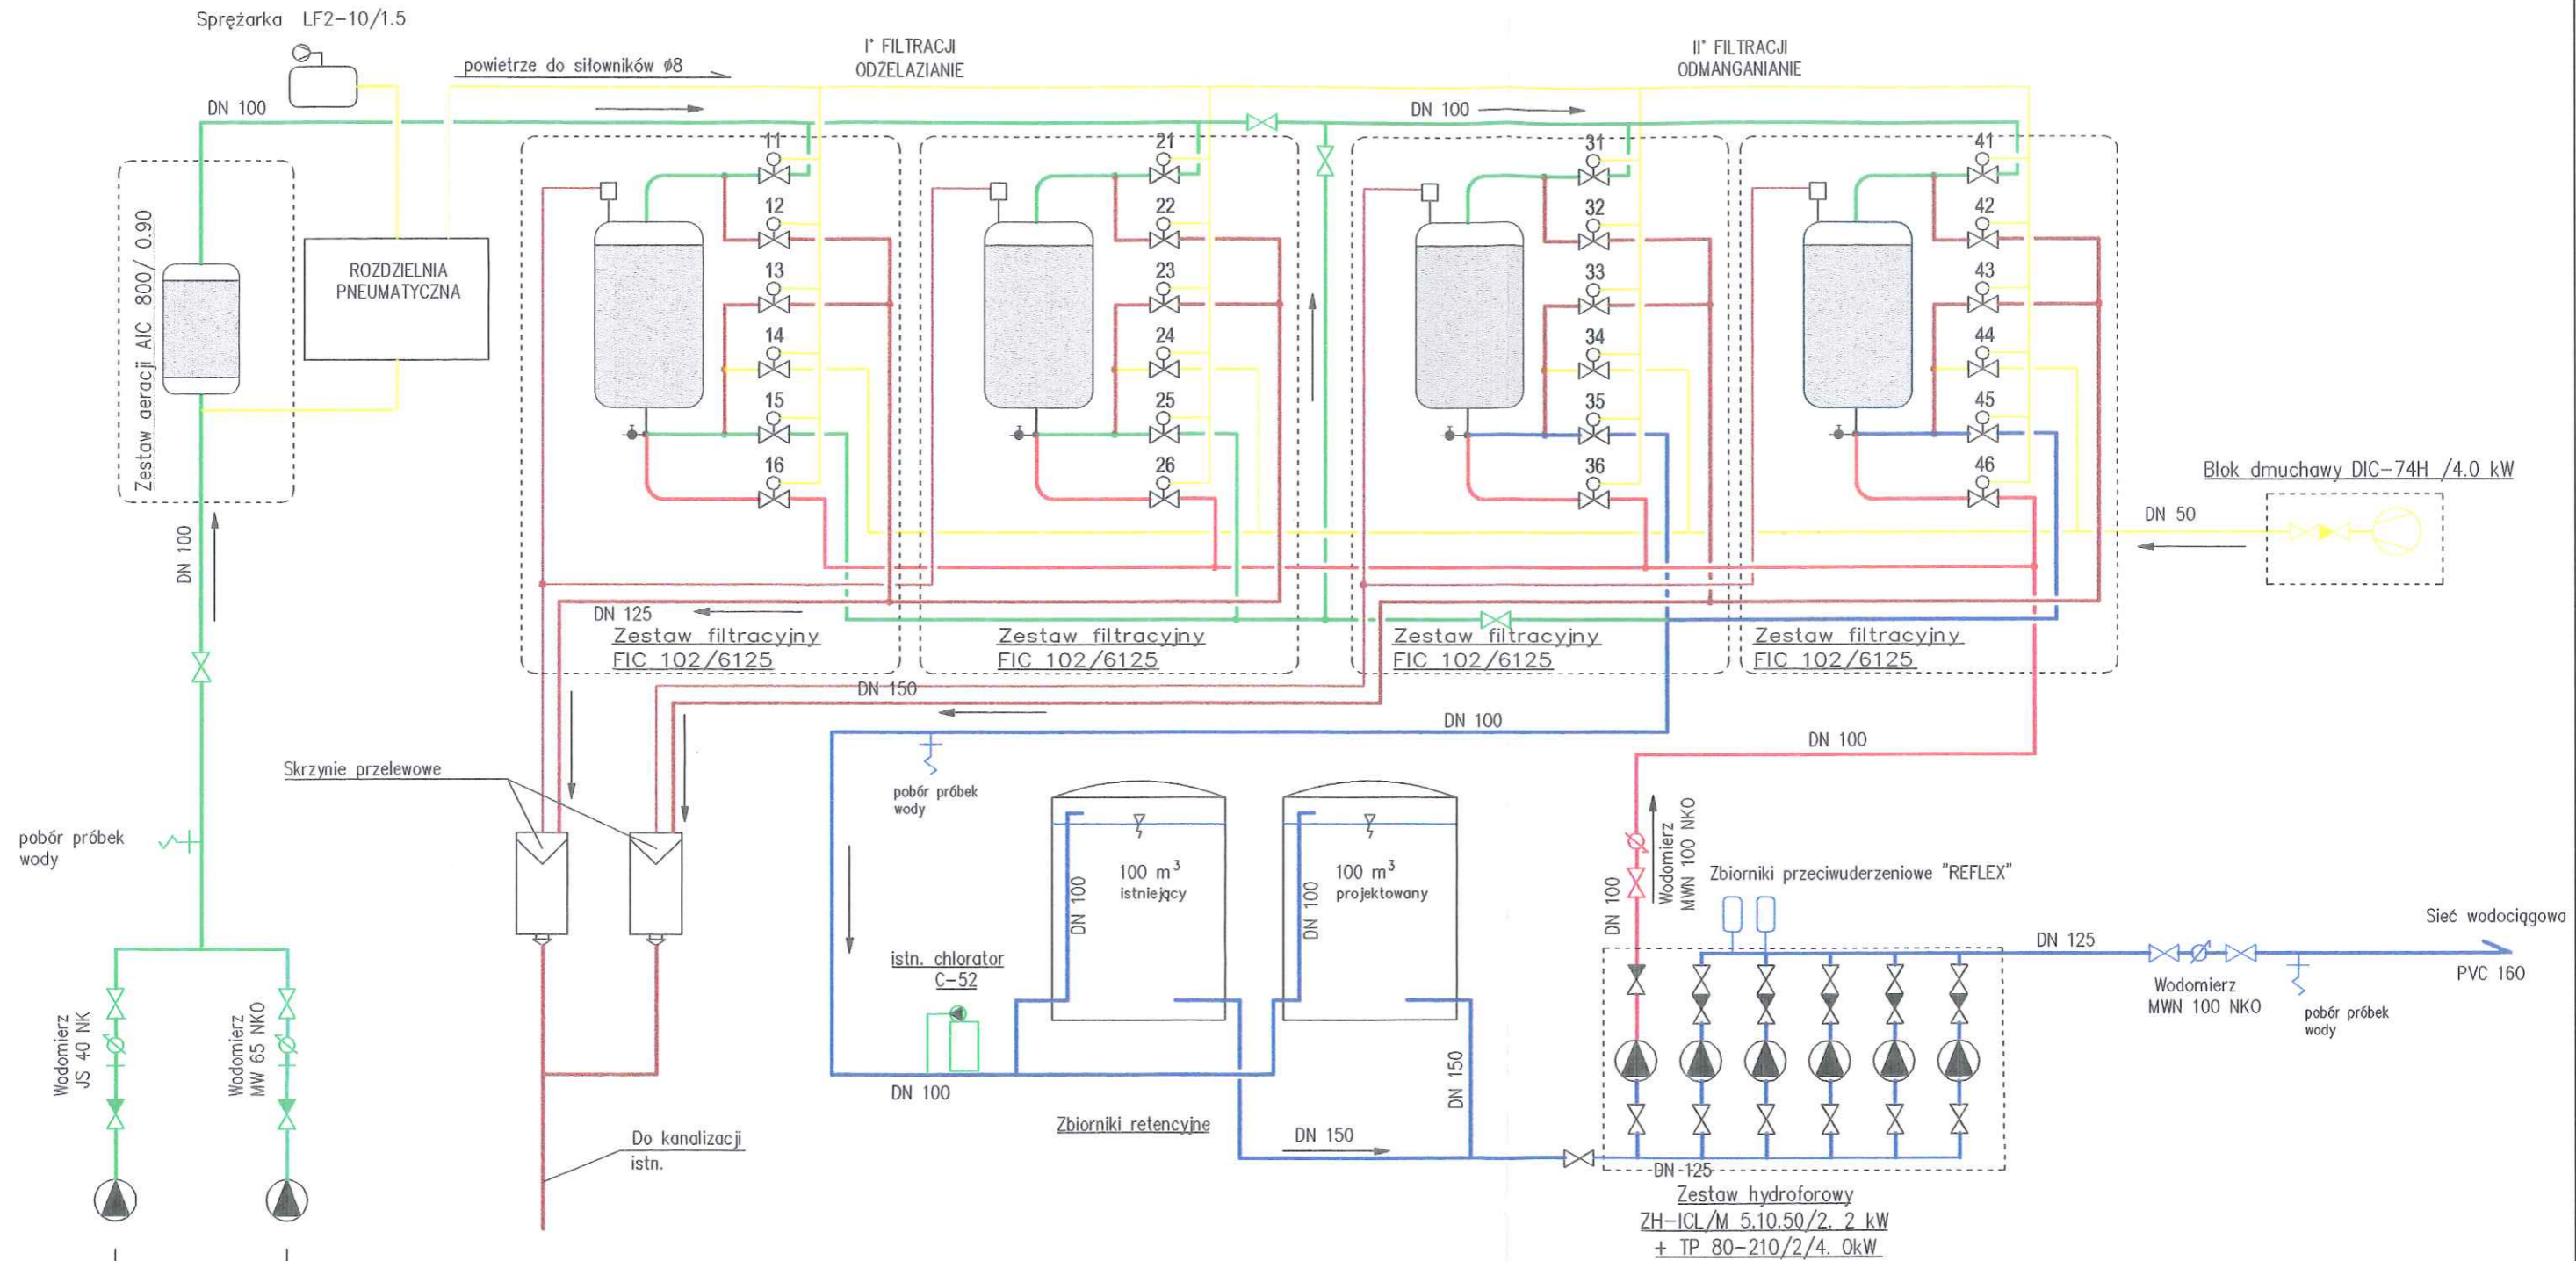 Sprężarka LF2-10/1.5
powietrze do siłowników ø8
I° FILTRACJI
ODŻELAZIANIE
II° FILTRACJI
ODMANGANIANIE
DN 100
DN 100
Zestaw aeracji AIC 800/ 0.90
ROZDZIELNIA
PNEUMATYCZNA
DN 100
11
12
13
14
15
16
21
22
23
24
25
26
31
32
33
34
35
36
41
42
43
44
45
46
Blok dmuchawy DIC-74H /4.0 kW
DN 50
DN 125
Zestaw filtracyjny
FIC 102/6125
Zestaw filtracyjny
FIC 102/6125
Zestaw filtracyjny
FIC 102/6125
Zestaw filtracyjny
FIC 102/6125
DN 150
DN 100
DN 100
Skrzynie przelewowe
pobór próbek
wody
pobór próbek
wody
100 m³
istniejący
DN 100
100 m³
projektowany
DN 100
istn. chlorator
C-52
DN 100
Zbiorniki retencyjne
DN 150
DN 150
Do kanalizacji
istn.
Wodomierz
JS 40 NK
Wodomierz
MW 65 NKO
DN 100
Wodomierz
MWN 100 NKO
Zbiorniki przeciwuderzeniowe "REFLEX"
DN 125
Sieć wodociągowa
PVC 160
Wodomierz
MWN 100 NKO
pobór próbek
wody
DN 125
Zestaw hydroforowy
ZH-ICL/M 5.10.50/2. 2 kW
+ TP 80-210/2/4. 0kW